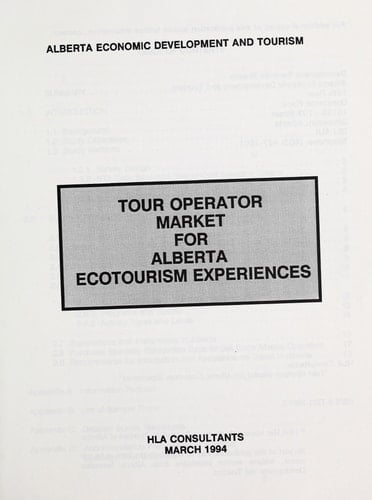 ALBERTA ECONOMIC DEVELOPMENT AND TOURISM
TOUR OPERATOR
MARKET
FOR
ALBERTA
ECOTOURISM EXPERIENCES
HLA CONSULTANTS
MARCH 1994